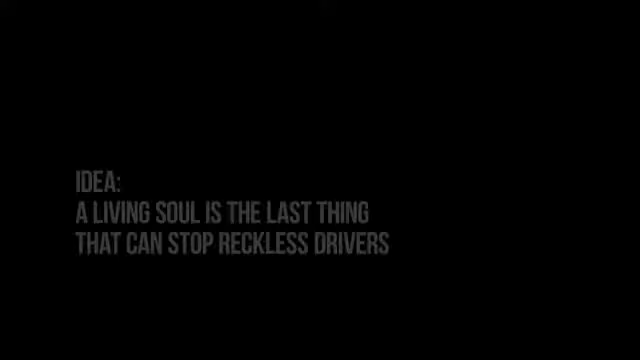 IDEA:
A LIVING SOUL IS THE LAST THING
THAT CAN STOP RECKLESS DRIVERS